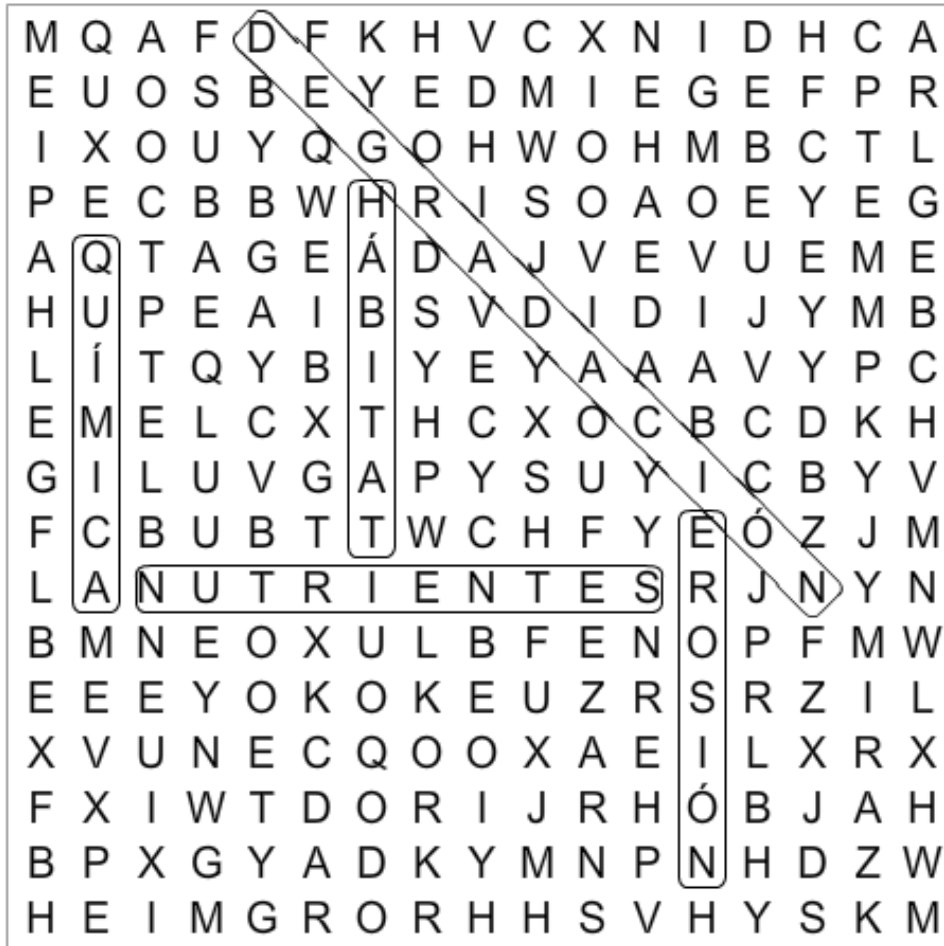 M Q A F D F K H V C X N I D H C A
E U O S B E Y E D M I E G E F P R
I X O U Y Q G O H W O H M B C T L
P E C B B W H R I S O A O E Y E G
A Q T A G E Á D A J V E V U E M E
H U P E A I B S V D I D I J Y M B
L Í T Q Y B I Y E Y A A A V Y P C
E M E L C X T H C X O C B C D K H
G I L U V G A P Y S U Y I C B Y V
F C B U B T T W C H F Y E Ó Z J M
L A N U T R I E N T E S R J N Y N
B M N E O X U L B F E N O P F M W
E E E Y O K O K E U Z R S R Z I L
X V U N E C Q O O X A E I L X R X
F X I W T D O R I J R H Ó B J A H
B P X G Y A D K Y M N P N H D Z W
H E I M G R O R H H S V H Y S K M